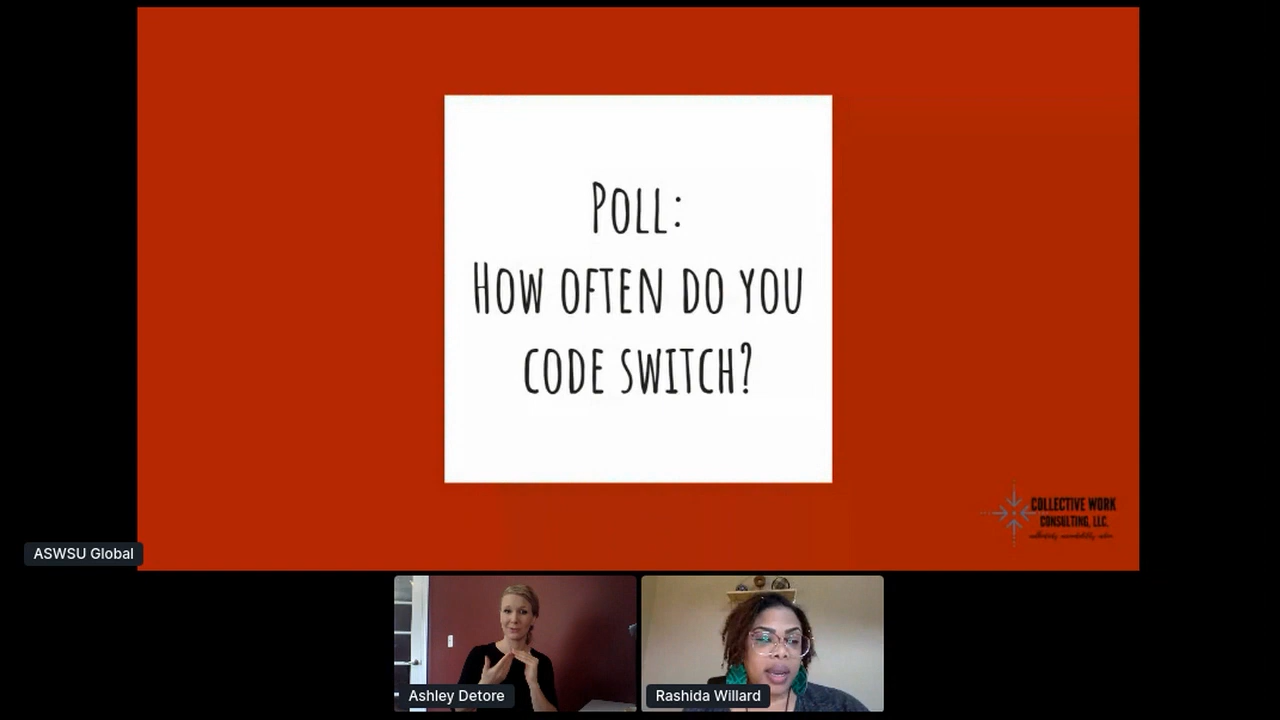 Poll:
How often do you
code switch?
COLLECTIVE WORK
CONSULTING, LLC.
ASWSU Global
Ashley Detore
Rashida Willard